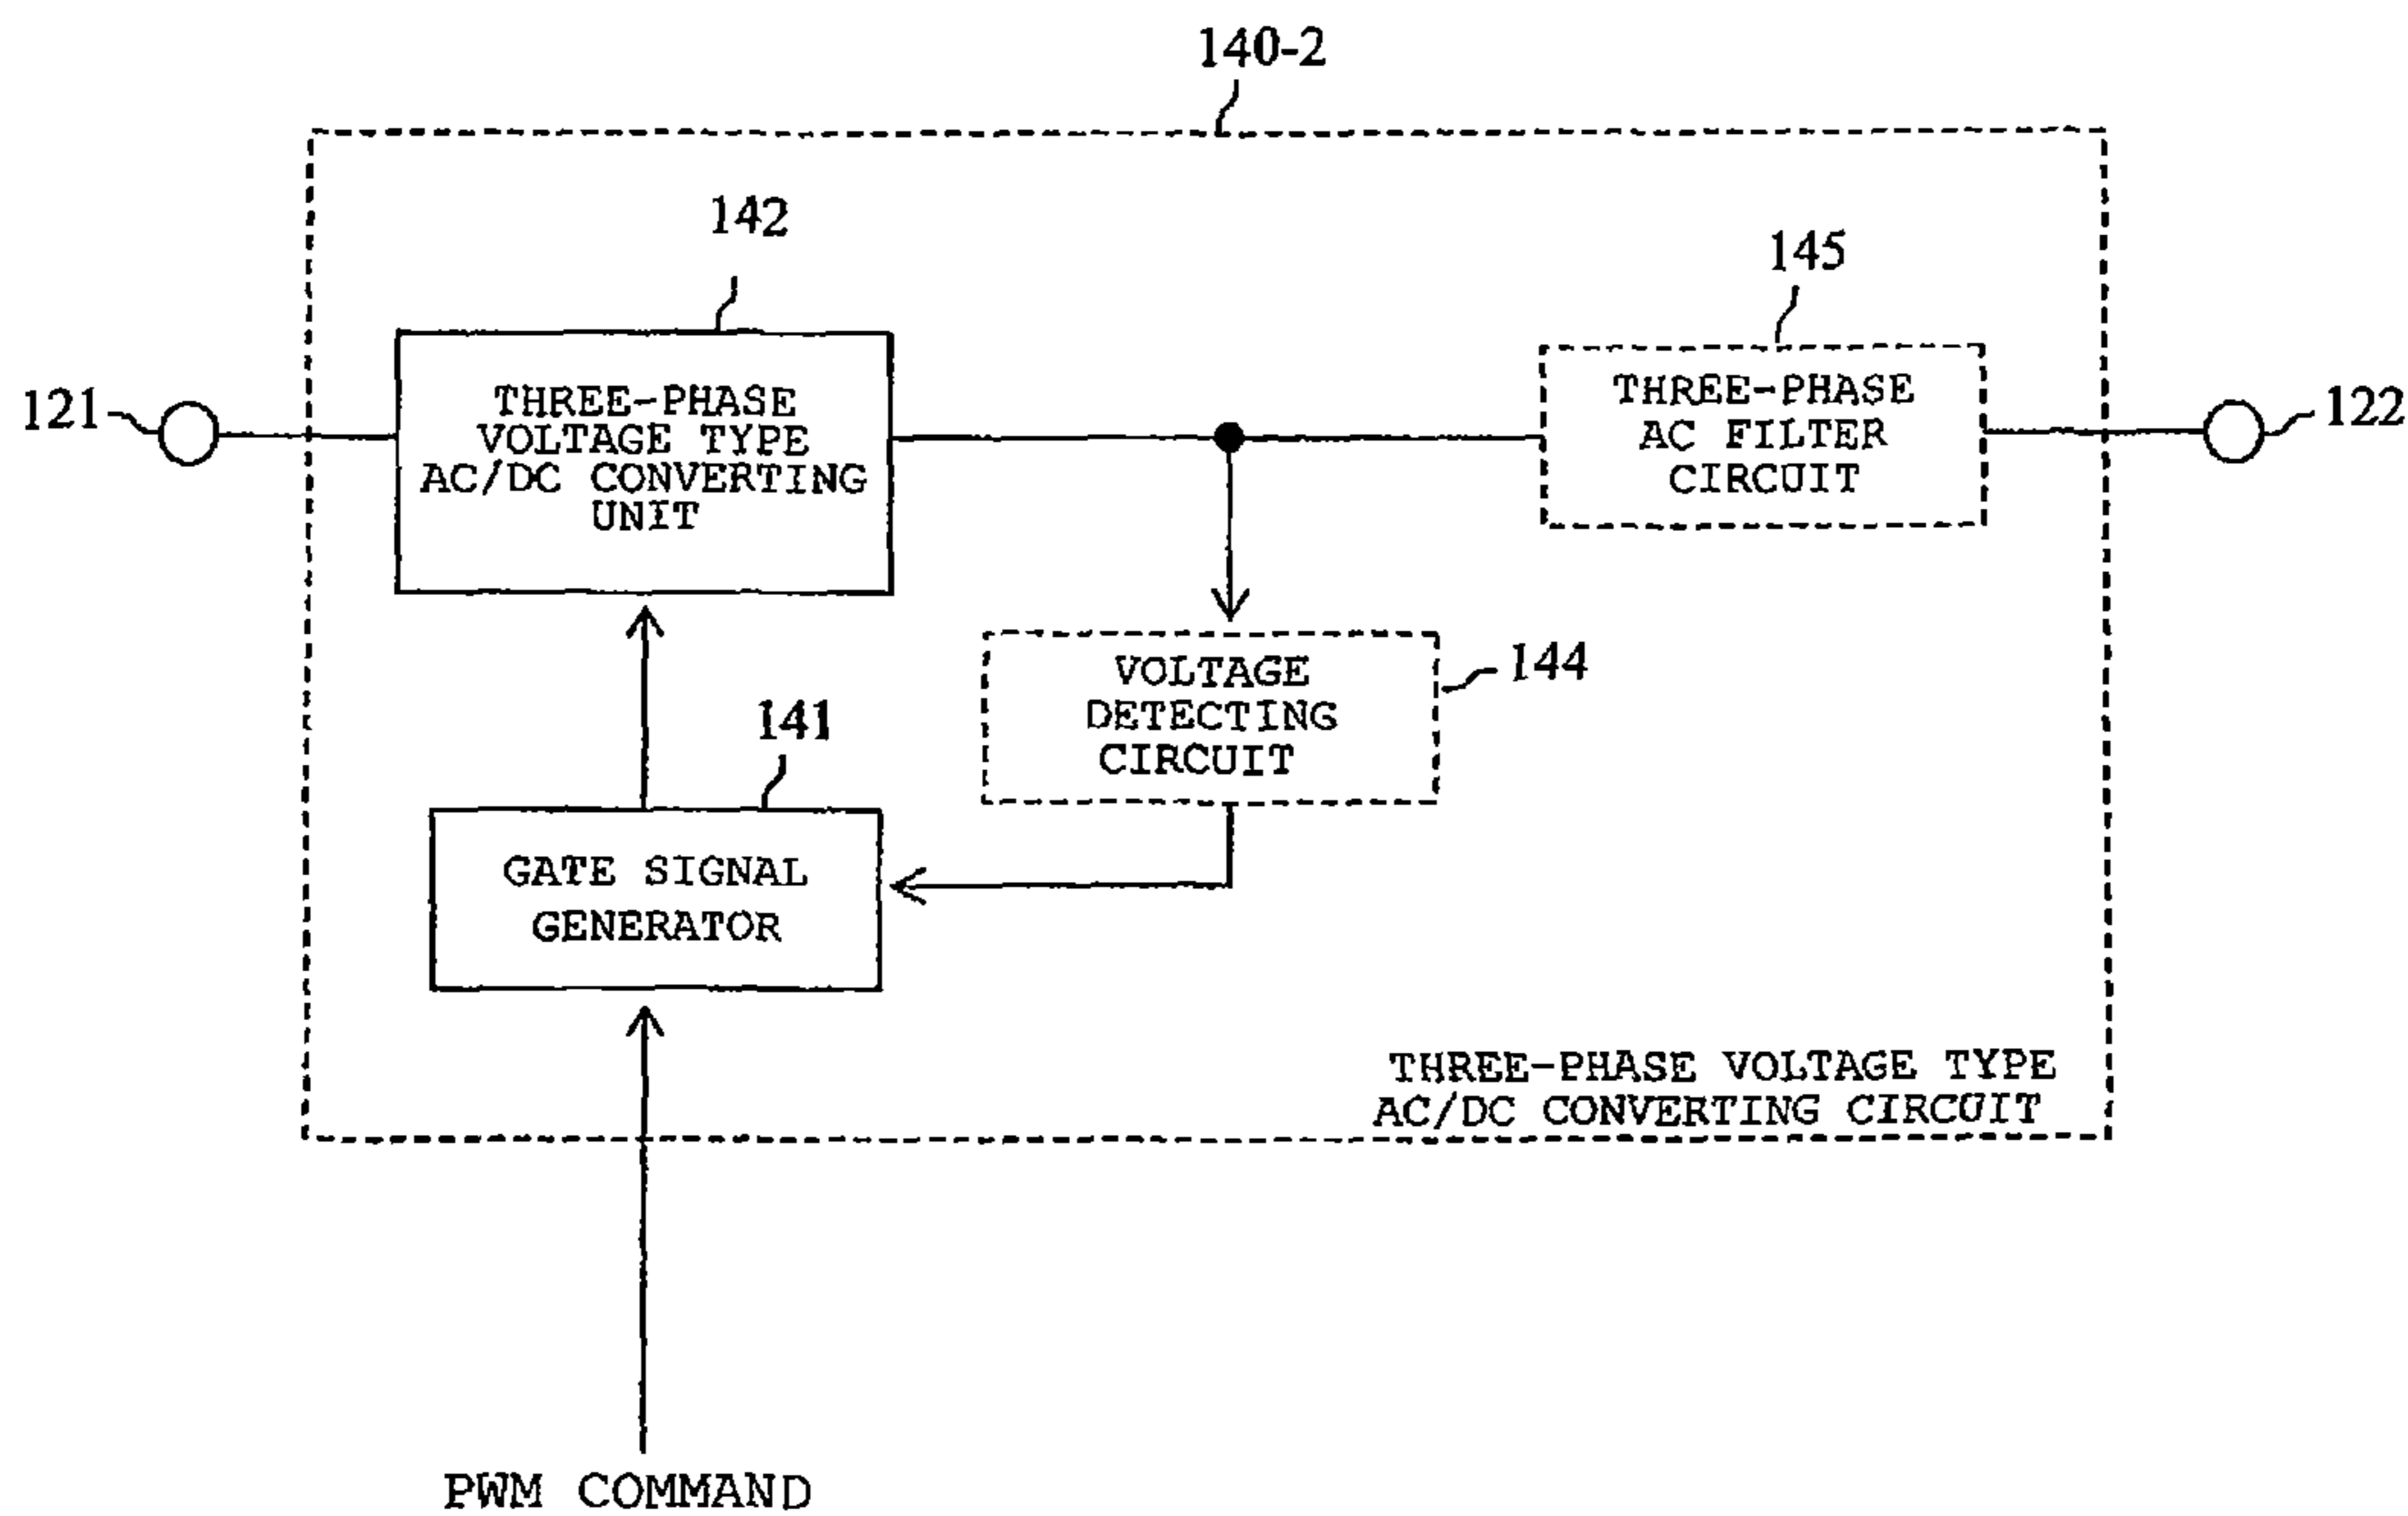 140-2
142
145
121
THREE-PHASE
VOLTAGE TYPE
AC/DC CONVERTING
UNIT
THREE-PHASE
AC FILTER
CIRCUIT
122
VOLTAGE
DETECTING
CIRCUIT
144
141
GATE SIGNAL
GENERATOR
THREE-PHASE VOLTAGE TYPE
AC/DC CONVERTING CIRCUIT
PWM COMMAND